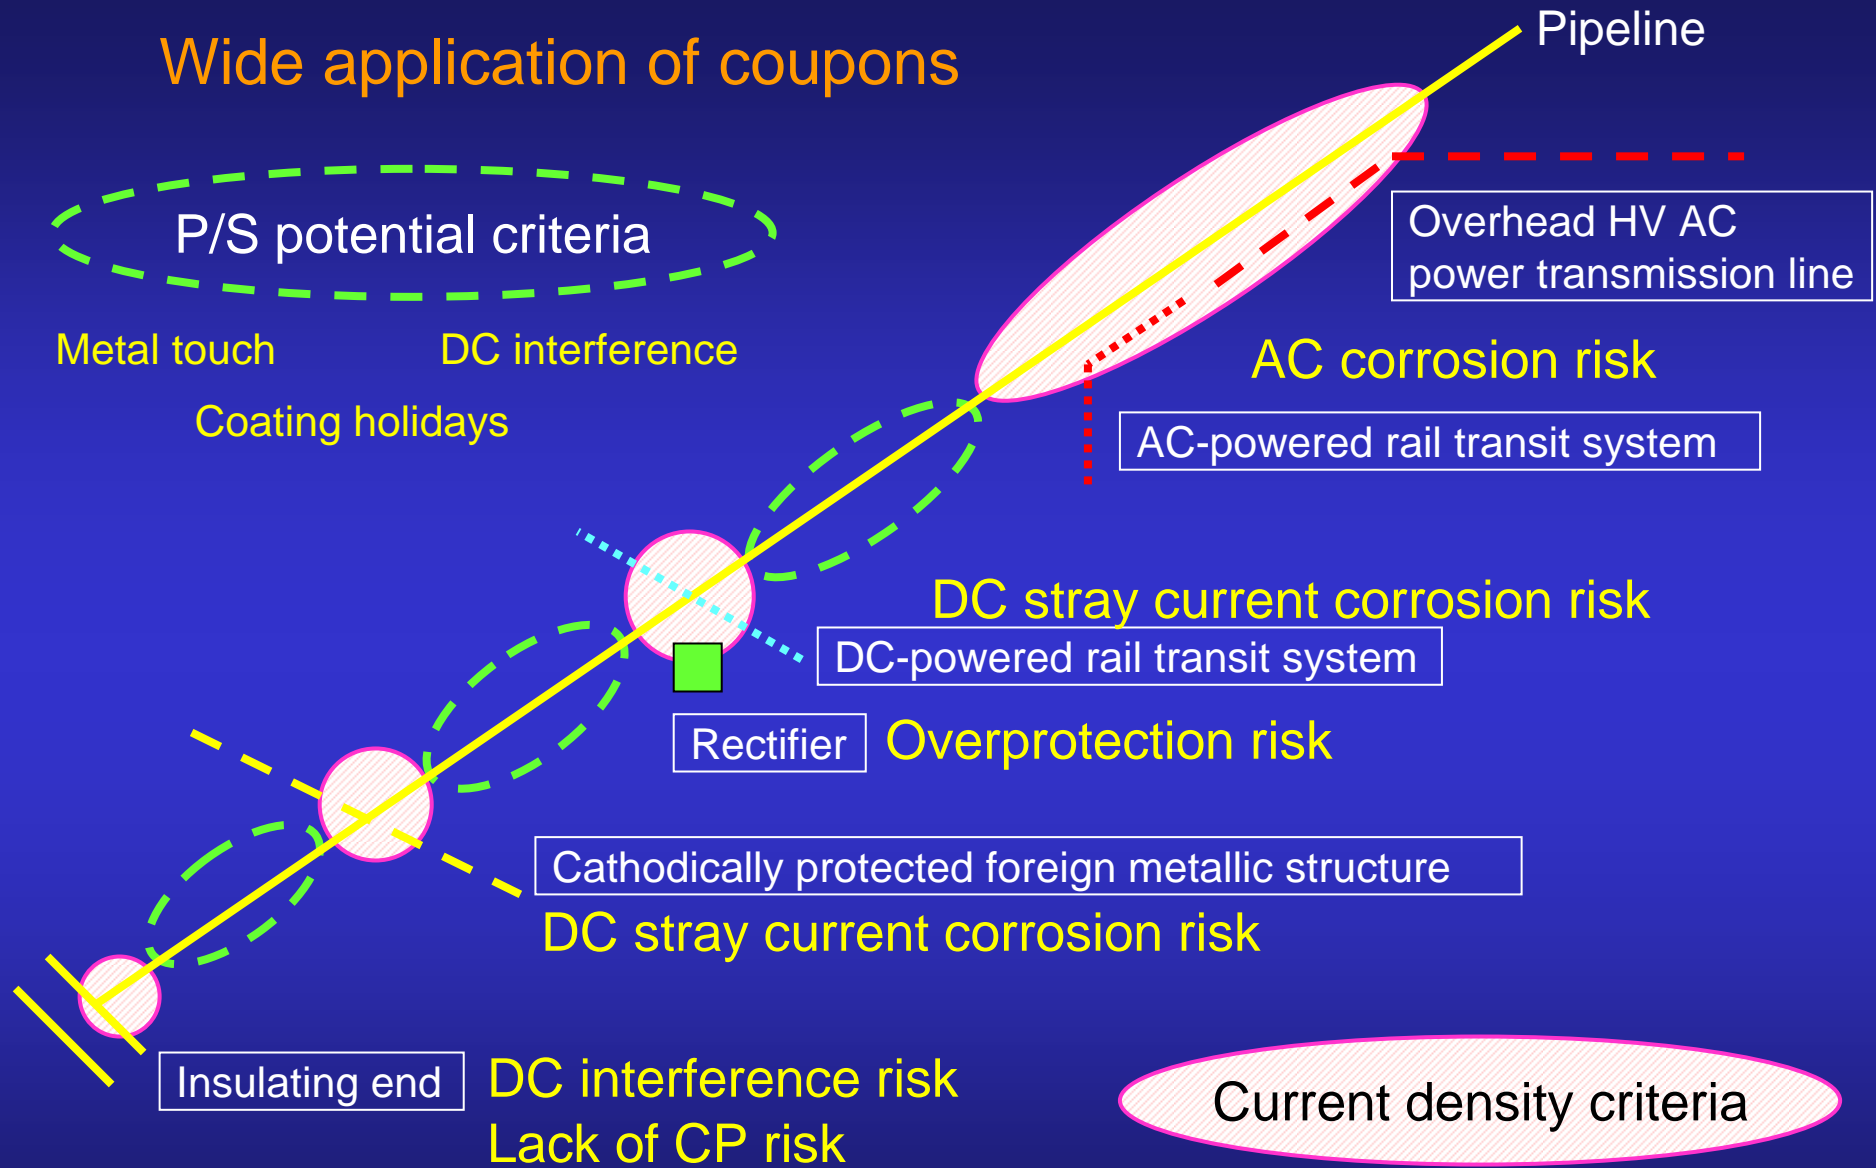 Wide application of coupons
Pipeline
P/S potential criteria
Overhead HV AC
power transmission line
Metal touch
DC interference
AC corrosion risk
Coating holidays
AC-powered rail transit system
DC stray current corrosion risk
DC-powered rail transit system
Rectifier
Overprotection risk
Cathodically protected foreign metallic structure
DC stray current corrosion risk
Insulating end
DC interference risk
Lack of CP risk
Current density criteria